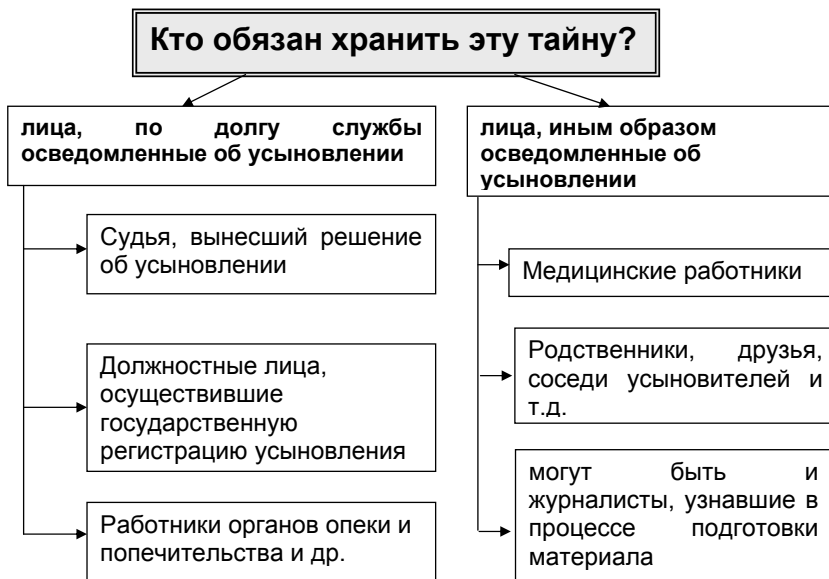 Кто обязан хранить эту тайну?
лица, по долгу службы
осведомленные об усыновлении
Судья, вынесший решение
об усыновлении
Должностные лица,
осуществившие
государственную
регистрацию усыновления
Работники органов опеки и
попечительства и др.
лица, иным образом
осведомленные об
усыновлении
Медицинские работники
Родственники, друзья,
соседи усыновителей и
т.д.
могут быть и
журналисты, узнавшие в
процессе подготовки
материала